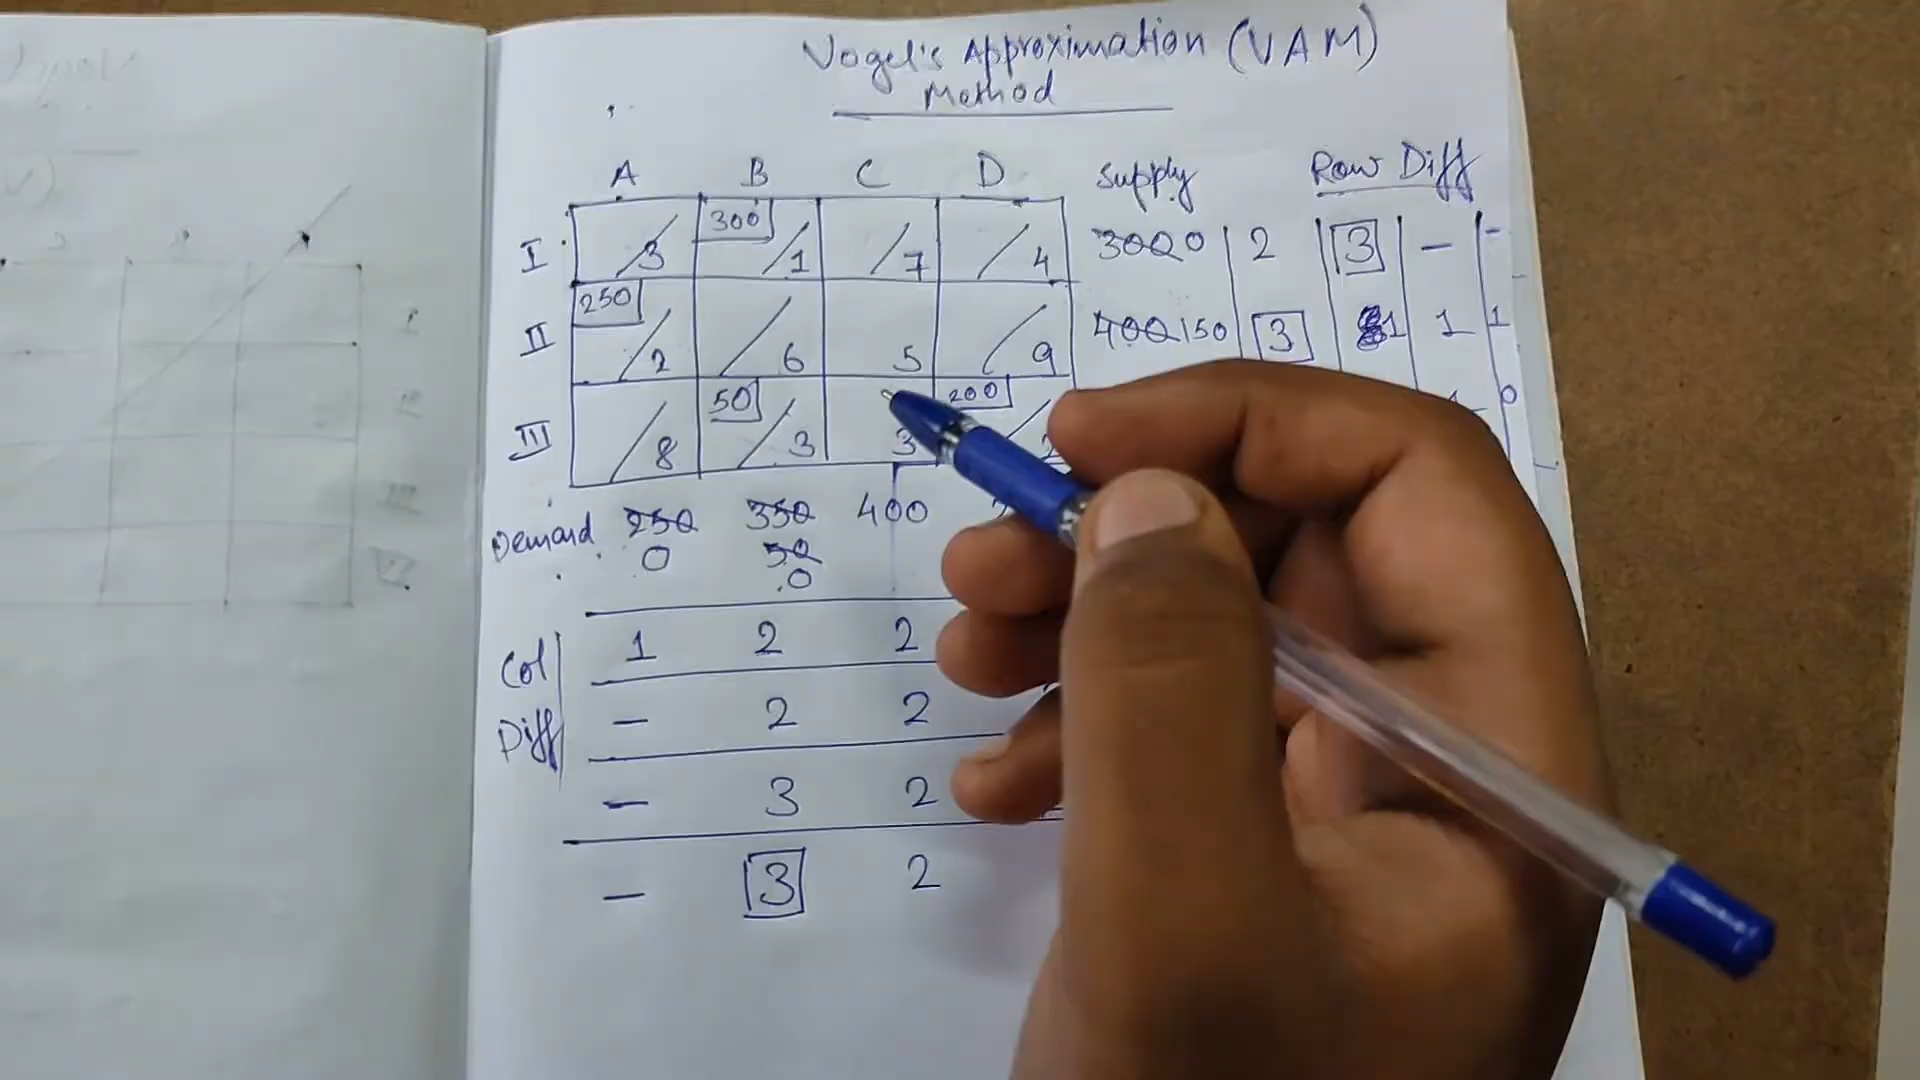 Vogel's Approximation (VAM)
Method
A B C D Supply Row Diff
I 3 300 1 7 4 3000 0 2 3 — -
II 250 2 6 5 9 400 150 3 1 1 1
III 8 50 3 3 200 0
Demand 250 350 400
0 50
0
Col 1 2 2
Diff — 2 2
— 3 2
— 3 2